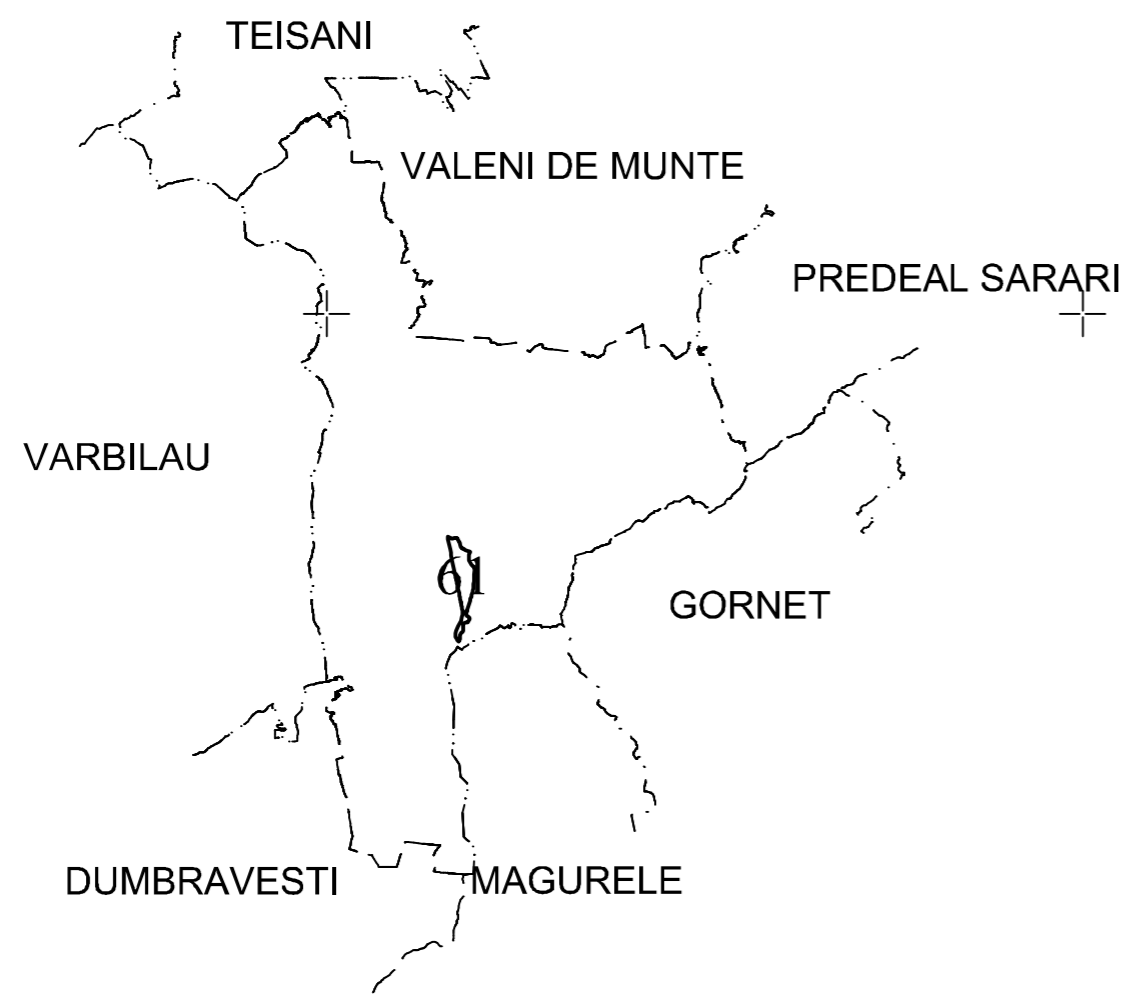 TEISANI
VALENI DE MUNTE
PREDEAL SARARI
VARBILAU
61
GORNET
DUMBRAVESTI
MAGURELE